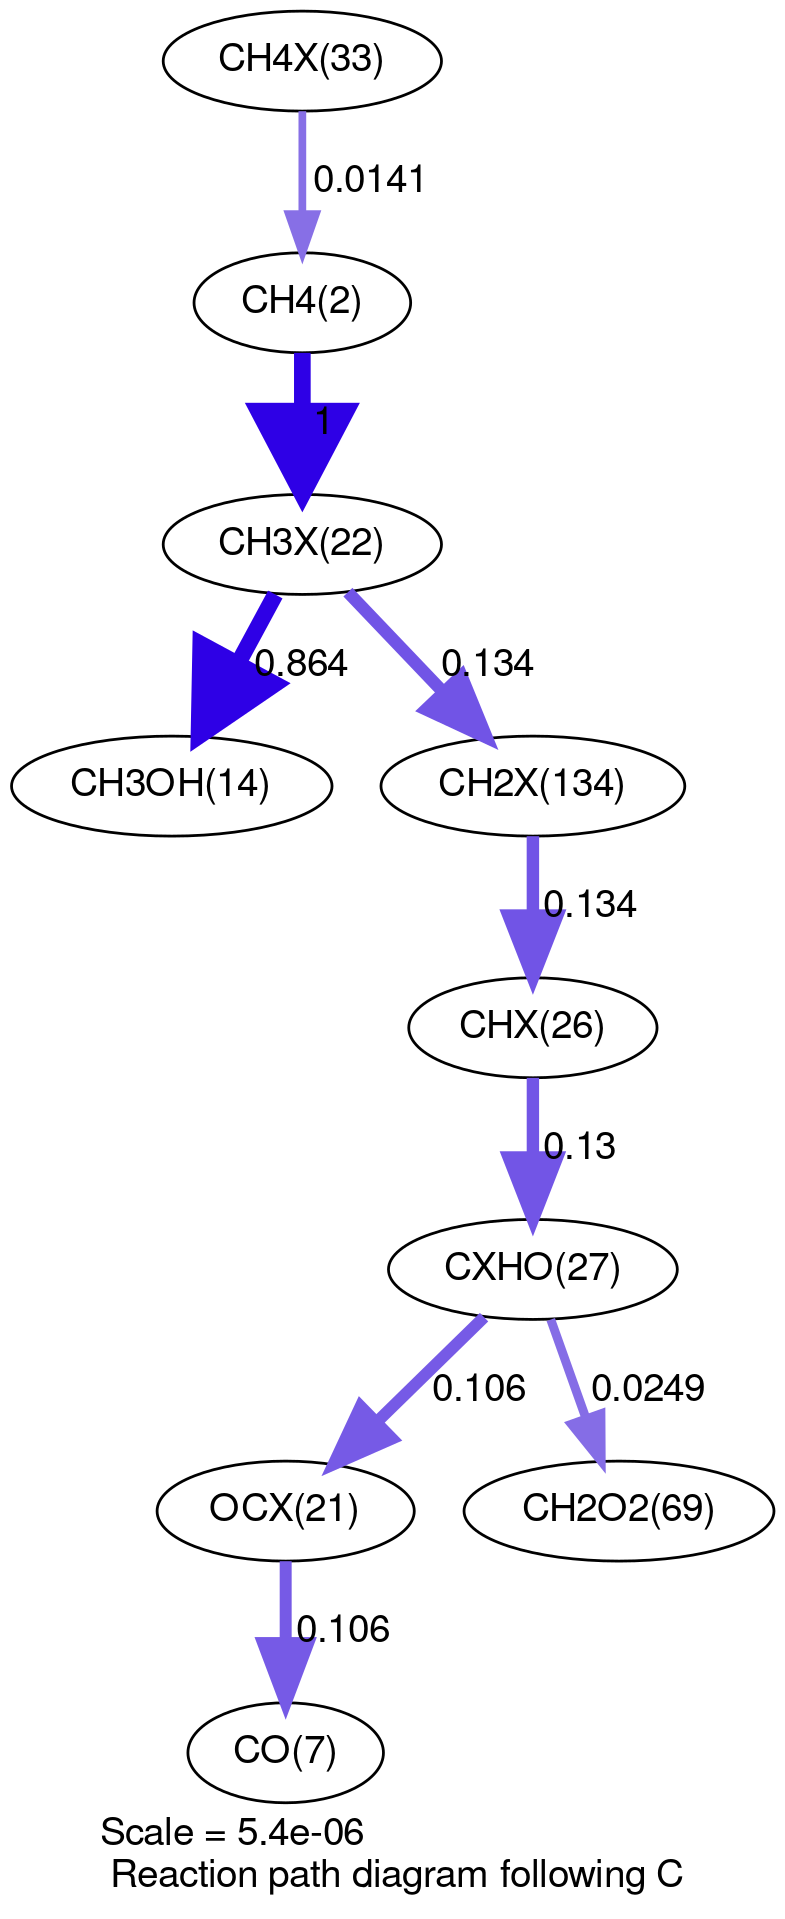 CH4X(33)
0.0141
CH4(2)
1
CH3X(22)
0.864
0.134
CH3OH(14)
CH2X(134)
0.134
CHX(26)
0.13
CXHO(27)
0.106
0.0249
OCX(21)
CH2O2(69)
0.106
CO(7)
Scale = 5.4e-06
Reaction path diagram following C